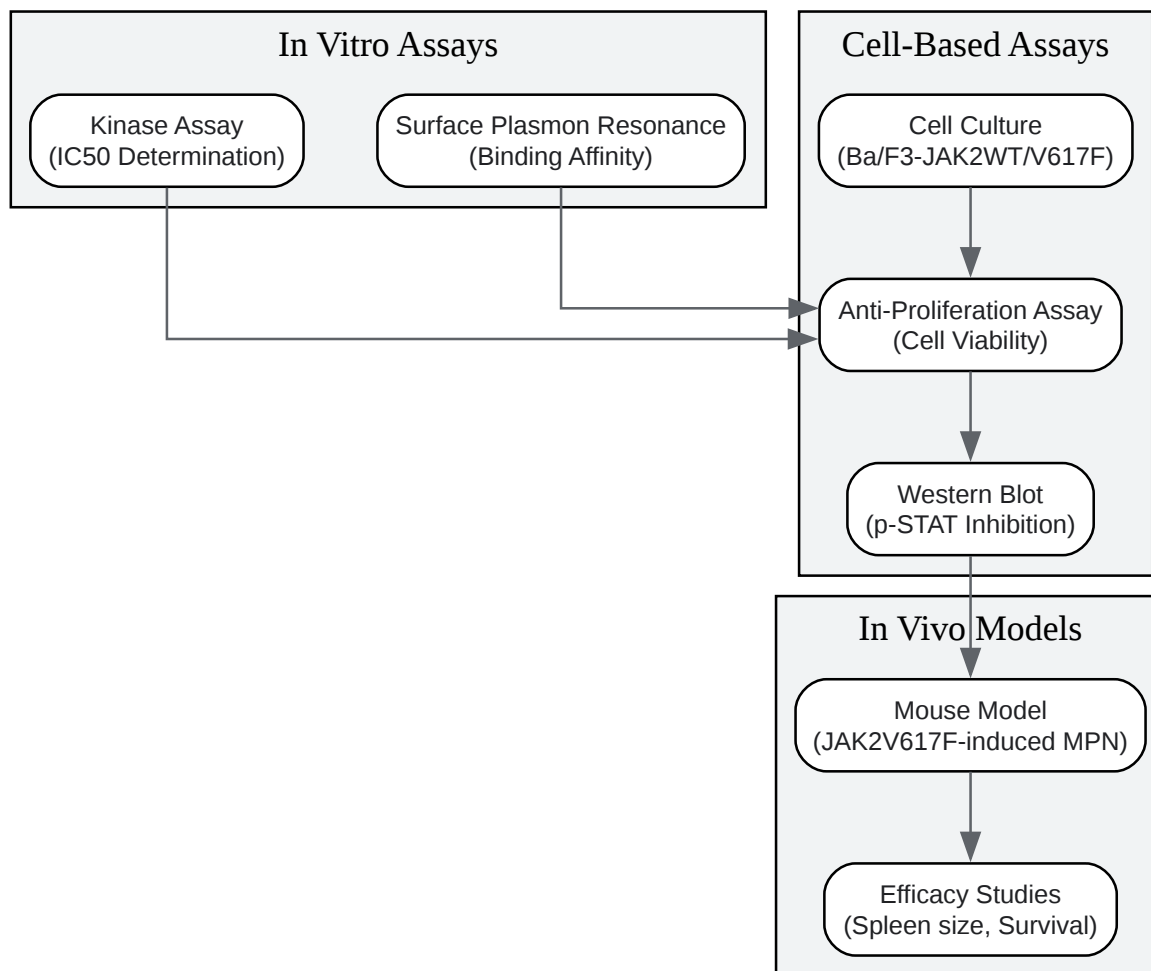 In Vitro Assays
Kinase Assay
(IC50 Determination)
Surface Plasmon Resonance
(Binding Affinity)
Cell-Based Assays
Cell Culture
(Ba/F3-JAK2WT/V617F)
Anti-Proliferation Assay
(Cell Viability)
Western Blot
(p-STAT Inhibition)
In Vivo Models
Mouse Model
(JAK2V617F-induced MPN)
Efficacy Studies
(Spleen size, Survival)